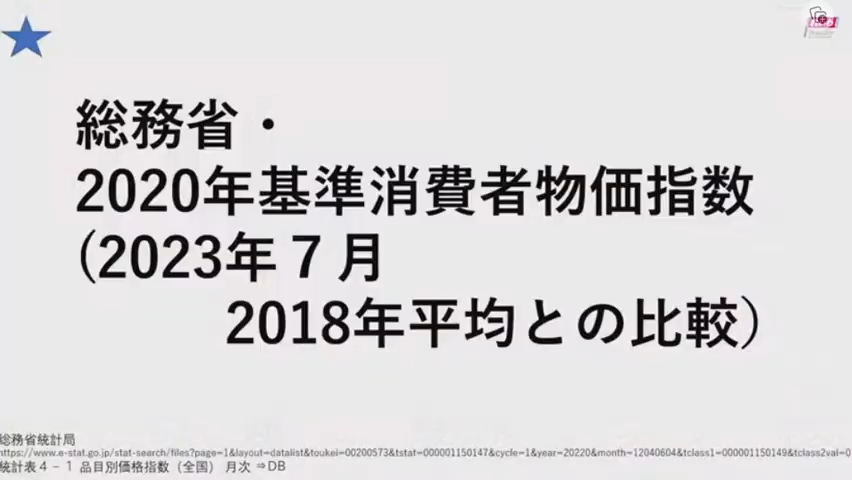 総務省・
2020年基準消費者物価指数
(2023年７月
2018年平均との比較）
総務省統計局
https://www.e-stat.go.jp/stat-search/files?page=1&layout=datalist&toukei=00200573&tstat=000001150147&cycle=1&year=20220&month=12040604&tclass1=000001150149&tclass2val=0
統計表４－１ 品目別価格指数（全国） 月次 ⇒DB